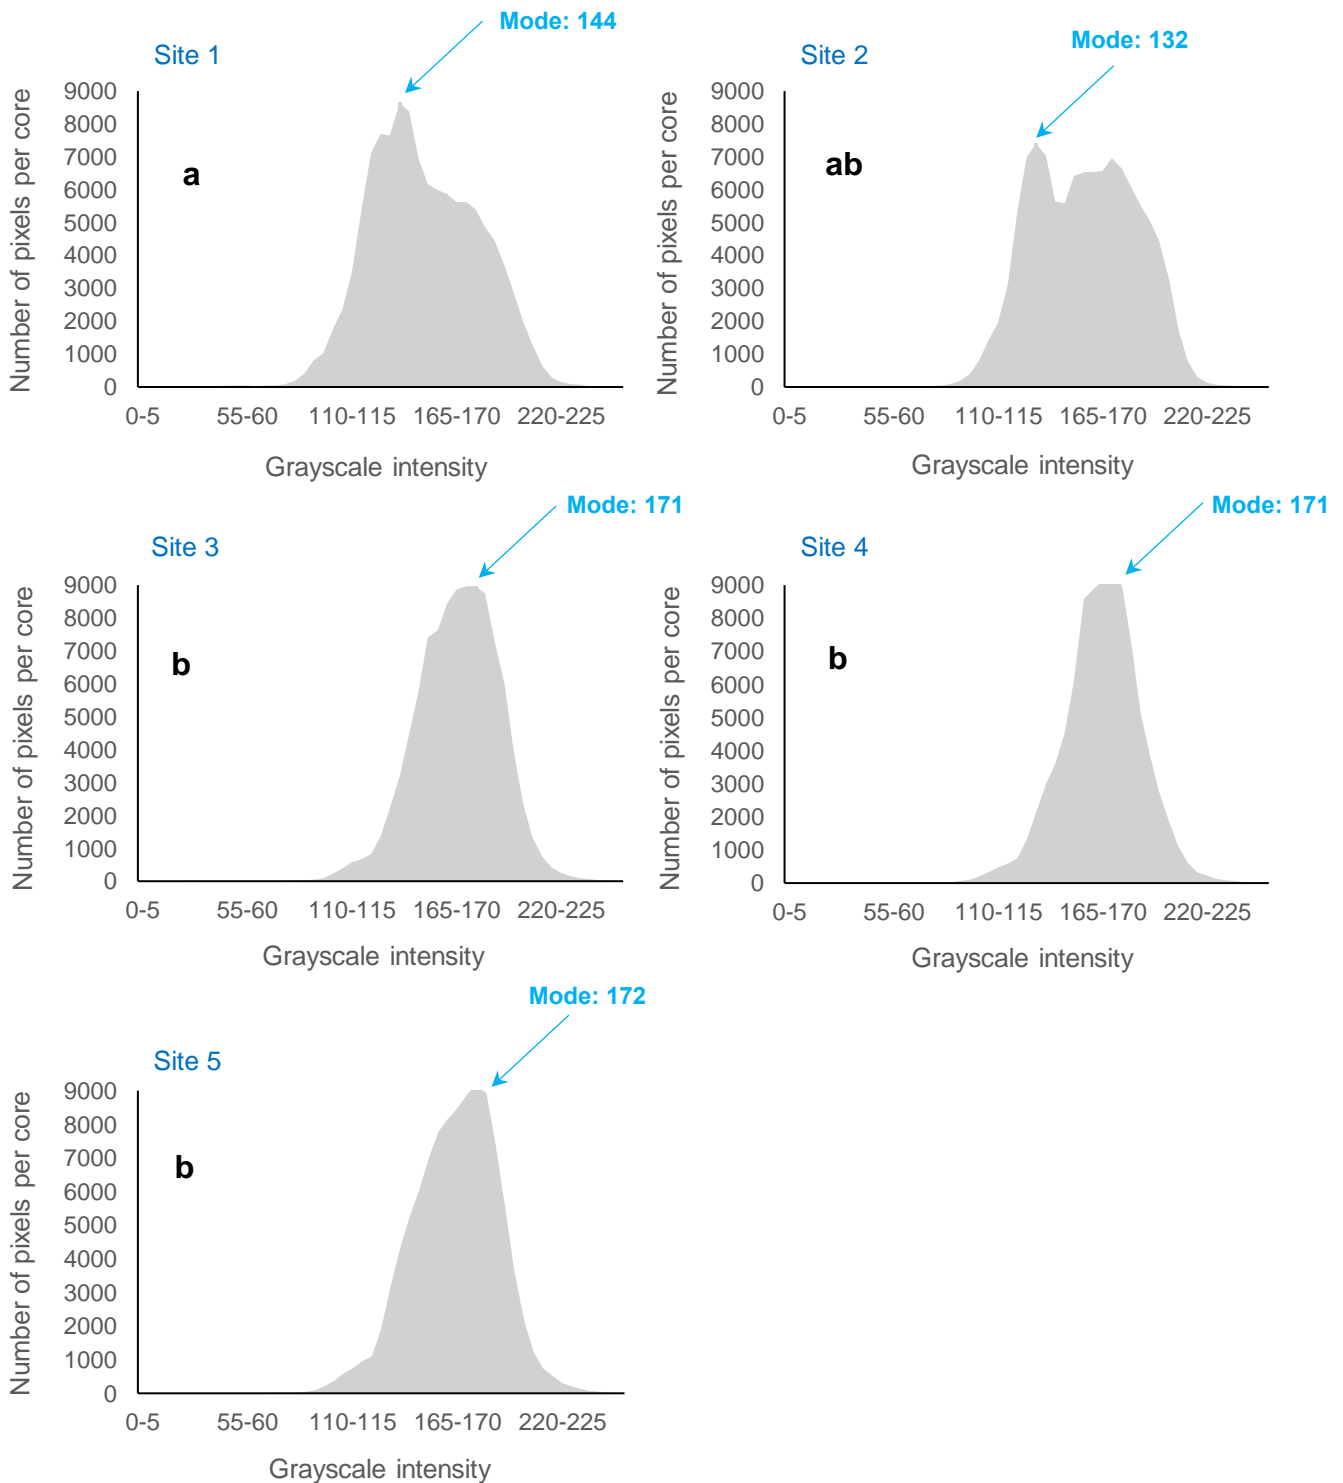 Mode: 144
Site 1
Number of pixels per core
9000
8000
7000
6000
5000
4000
3000
2000
1000
0
a
0-5 55-60 110-115 165-170 220-225
Grayscale intensity
Mode: 132
Site 2
Number of pixels per core
9000
8000
7000
6000
5000
4000
3000
2000
1000
0
ab
0-5 55-60 110-115 165-170 220-225
Grayscale intensity
Mode: 171
Site 3
Number of pixels per core
9000
8000
7000
6000
5000
4000
3000
2000
1000
0
b
0-5 55-60 110-115 165-170 220-225
Grayscale intensity
Mode: 171
Site 4
Number of pixels per core
9000
8000
7000
6000
5000
4000
3000
2000
1000
0
b
0-5 55-60 110-115 165-170 220-225
Grayscale intensity
Mode: 172
Site 5
Number of pixels per core
9000
8000
7000
6000
5000
4000
3000
2000
1000
0
b
0-5 55-60 110-115 165-170 220-225
Grayscale intensity